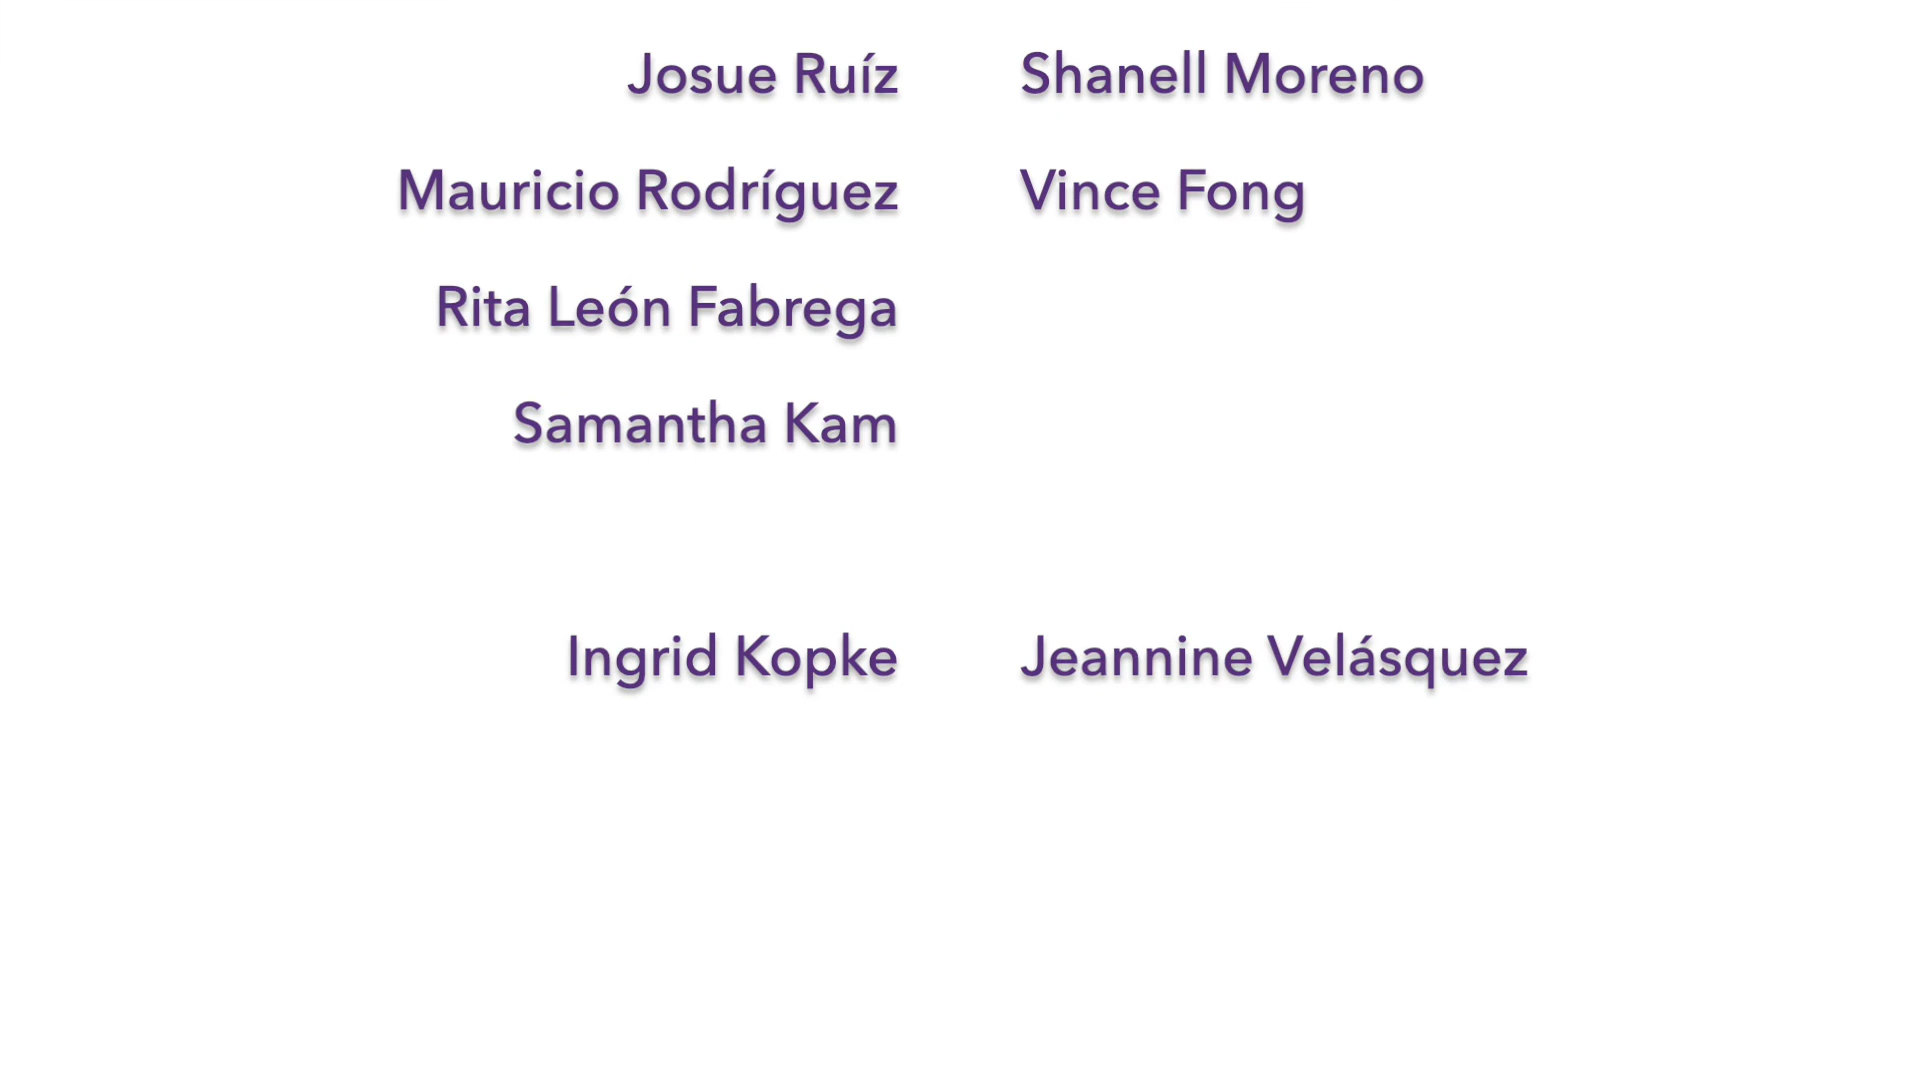 Josue Ruíz Shanell Moreno
Mauricio Rodríguez Vince Fong
Rita León Fabrega
Samantha Kam
Ingrid Kopke Jeannine Velásquez